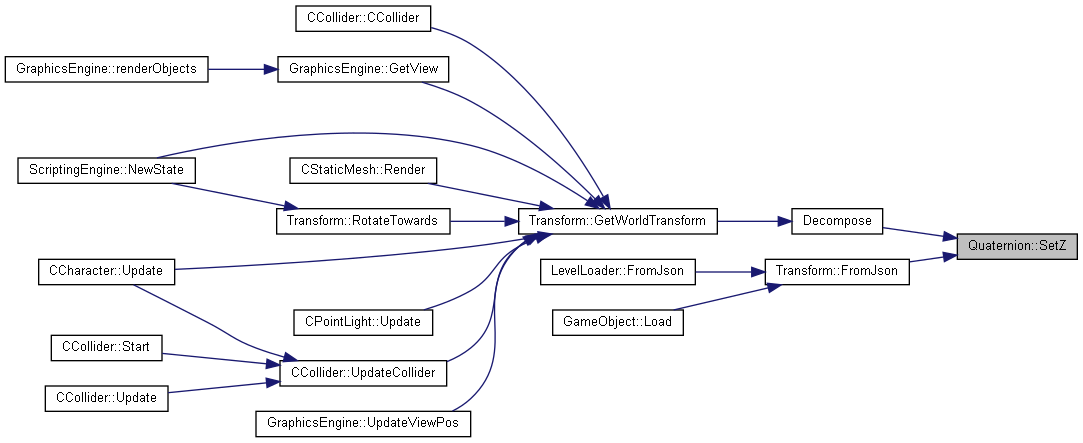 CCollider::CCollider
GraphicsEngine::renderObjects
GraphicsEngine::GetView
ScriptingEngine::NewState
CStaticMesh::Render
Transform::RotateTowards
Transform::GetWorldTransform
Decompose
Quaternion::SetZ
CCharacter::Update
LevelLoader::FromJson
Transform::FromJson
CPointLight::Update
GameObject::Load
CCollider::Start
CCollider::UpdateCollider
CCollider::Update
GraphicsEngine::UpdateViewPos